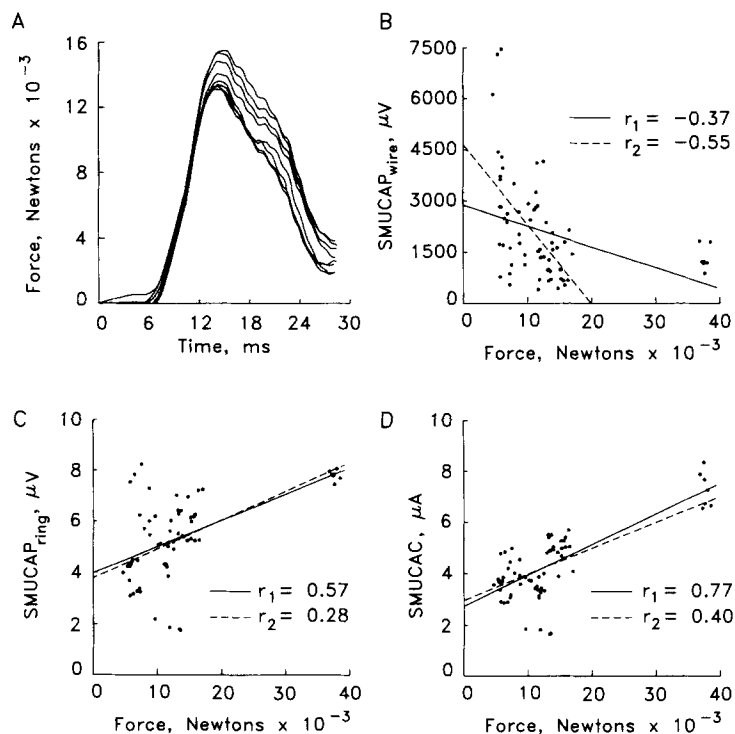 A
Force, Newtons x 10⁻³
16
12
8
4
0
0 6 12 18 24 30
Time, ms
B
SMUCAPwire, μV
7500
6000
4500
3000
1500
0
r₁ = −0.37
r₂ = −0.55
0 10 20 30 40
Force, Newtons x 10⁻³
C
SMUCAPring, μV
10
8
6
4
2
0
r₁ = 0.57
r₂ = 0.28
0 10 20 30 40
Force, Newtons x 10⁻³
D
SMUCAC, μA
10
8
6
4
2
0
r₁ = 0.77
r₂ = 0.40
0 10 20 30 40
Force, Newtons x 10⁻³